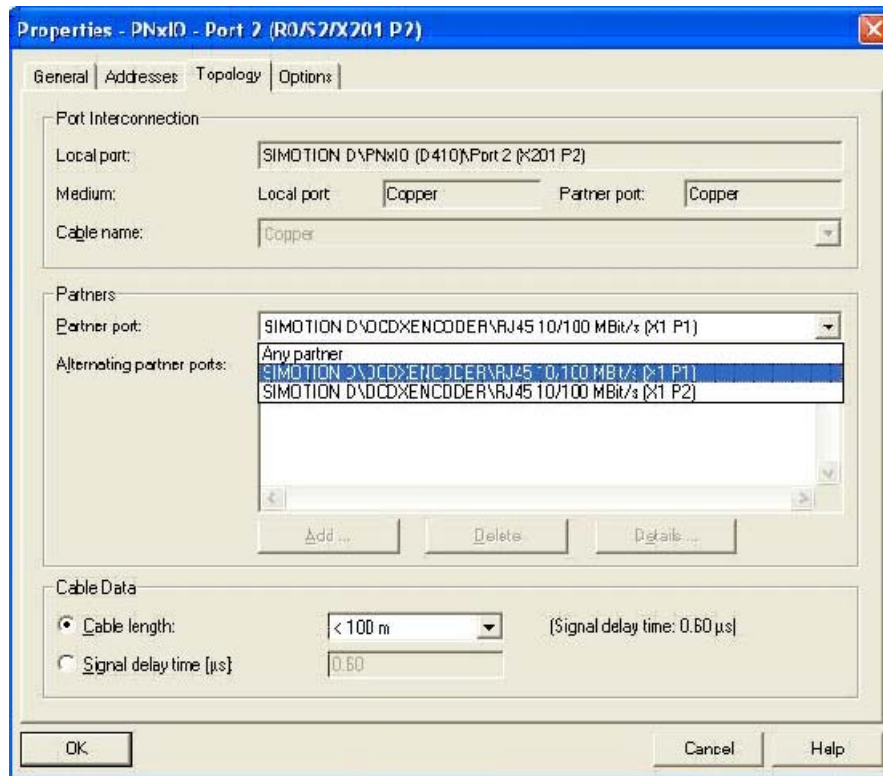 Properties - PNxIO - Port 2 (R0/S2/X201 P2)
General Addresses Topology Options
Port Interconnection
Local port: SIMOTION D\PNxIO (D410)\Port 2 (X201 P2)
Medium: Local port Copper Partner port: Copper
Cable name: Copper
Partners
Partner port: SIMOTION D\OCDXENCODER\RJ45 10/100 MBit/s (X1 P1)
Any partner
Alternating partner ports: SIMOTION D\OCDXENCODER\RJ45 10/100 MBit/s (X1 P1)
SIMOTION D\OCDXENCODER\RJ45 10/100 MBit/s (X1 P2)
Add ... Delete Details ...
Cable Data
Cable length: < 100 m (Signal delay time: 0.60 µs)
Signal delay time [µs]: 0.60
OK Cancel Help